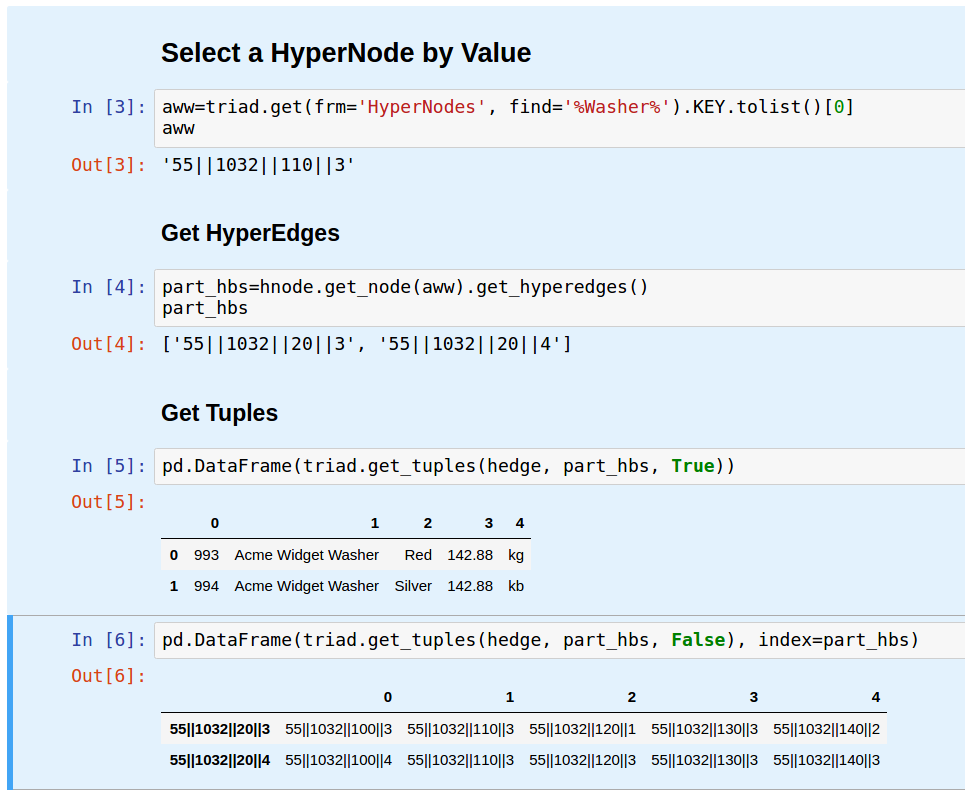 Select a HyperNode by Value
In [3]: aww=triad.get(frm='HyperNodes', find='%Washer%').KEY.tolist()[0]
aww
Out[3]: '55||1032||110||3'
Get HyperEdges
In [4]: part_hbs=hnode.get_node(aww).get_hyperedges()
part_hbs
Out[4]: ['55||1032||20||3', '55||1032||20||4']
Get Tuples
In [5]: pd.DataFrame(triad.get_tuples(hedge, part_hbs, True))
Out[5]:
0 1 2 3 4
0 993 Acme Widget Washer Red 142.88 kg
1 994 Acme Widget Washer Silver 142.88 kb
In [6]: pd.DataFrame(triad.get_tuples(hedge, part_hbs, False), index=part_hbs)
Out[6]:
0 1 2 3 4
55||1032||20||3 55||1032||100||3 55||1032||110||3 55||1032||120||1 55||1032||130||3 55||1032||140||2
55||1032||20||4 55||1032||100||4 55||1032||110||3 55||1032||120||3 55||1032||130||3 55||1032||140||3